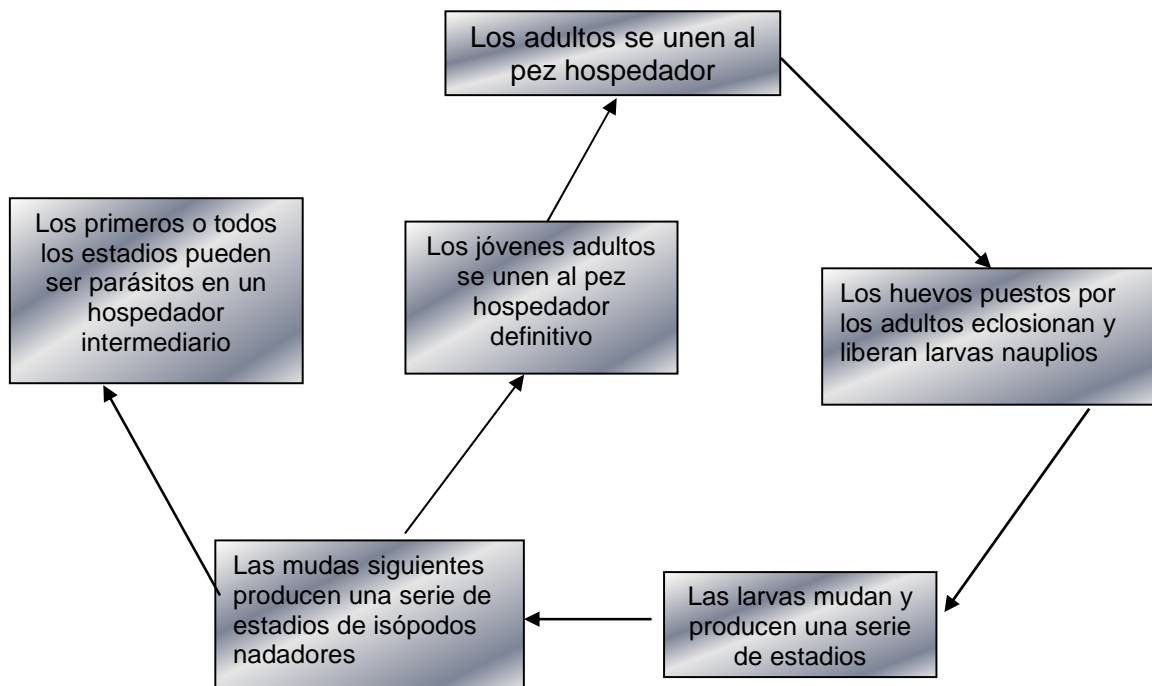 Los adultos se unen al
pez hospedador
Los primeros o todos
los estadios pueden
ser parásitos en un
hospedador
intermediario
Los jóvenes adultos
se unen al pez
hospedador
definitivo
Los huevos puestos por
los adultos eclosionan y
liberan larvas nauplios
Las mudas siguientes
producen una serie de
estadios de isópodos
nadadores
Las larvas mudan y
producen una serie
de estadios